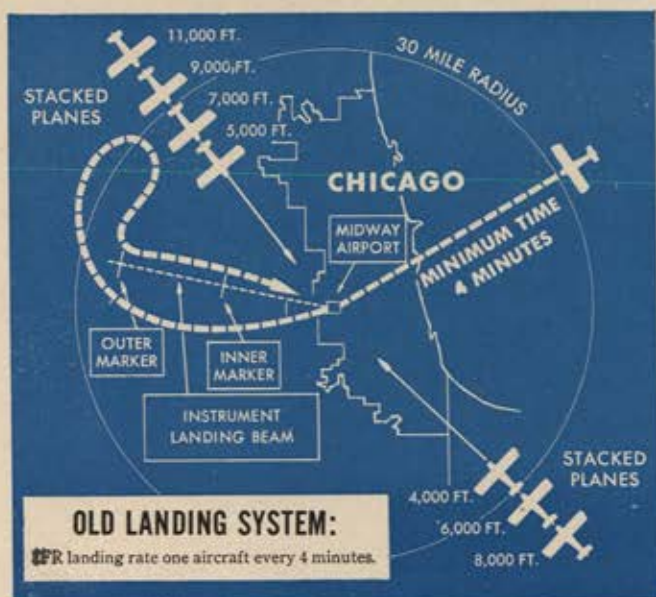 11,000 FT.
9,000 FT.
7,000 FT.
5,000 FT.
STACKED
PLANES
30 MILE RADIUS
CHICAGO
MIDWAY
AIRPORT
MINIMUM TIME
4 MINUTES
OUTER
MARKER
INNER
MARKER
INSTRUMENT
LANDING BEAM
STACKED
PLANES
4,000 FT.
6,000 FT.
8,000 FT.
OLD LANDING SYSTEM:
landing rate one aircraft every 4 minutes.